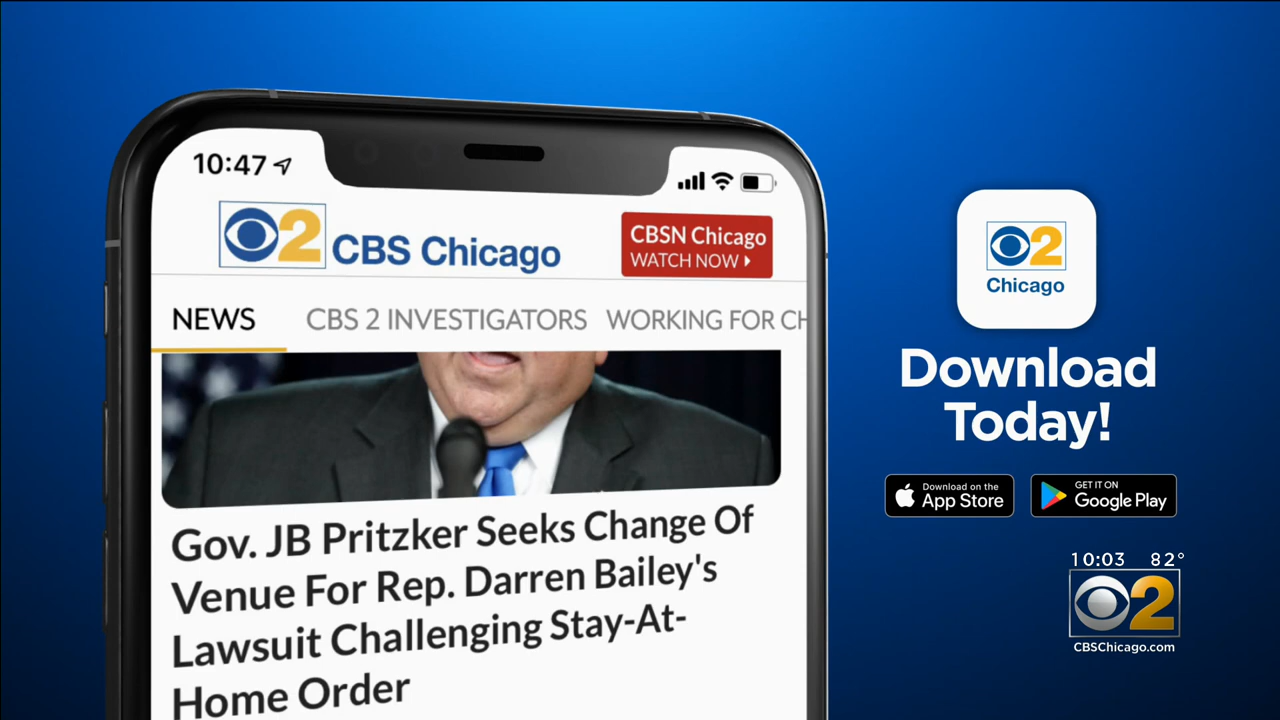 10:47
2 CBS Chicago
CBSN Chicago
WATCH NOW
NEWS
CBS 2 INVESTIGATORS
WORKING FOR CH
Gov. JB Pritzker Seeks Change Of
Venue For Rep. Darren Bailey's
Lawsuit Challenging Stay-At-
Home Order
2
Chicago
Download
Today!
Download on the
App Store
GET IT ON
Google Play
10:03 82°
2
CBSChicago.com